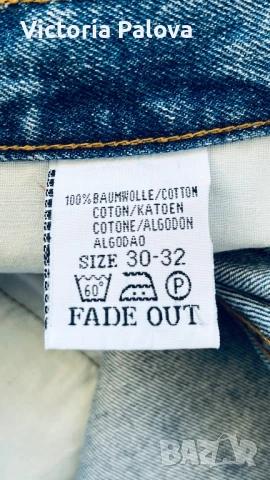 Victoria Palova
100% BAUMWOLLE/COTTON
COTON/KATOEN
COTONE/ALGODON
ALGODAO
SIZE 30-32
60° P
FADE OUT
BAZAR